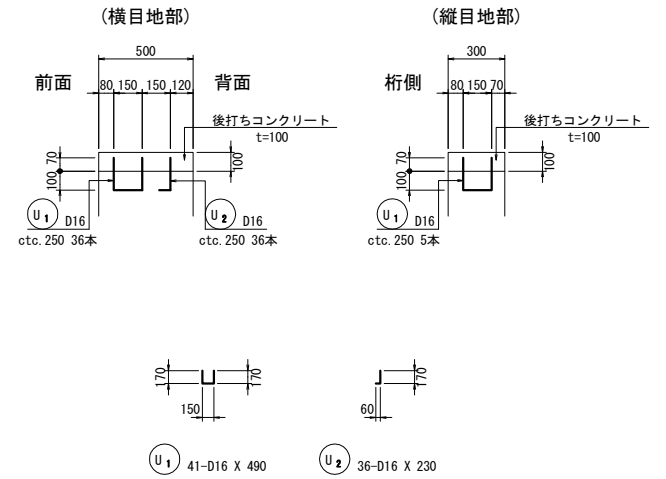 (横目地部)
(縦目地部)
500
300
前面
80 150 150 120
背面
桁側
80 150 70
後打ちコンクリート
t=100
後打ちコンクリート
t=100
70
100
100
70
100
100
U1 D16
ctc.250 36本
U2 D16
ctc.250 36本
U1 D16
ctc.250 5本
170
170
150
170
60
U1 41-D16 X 490
U2 36-D16 X 230